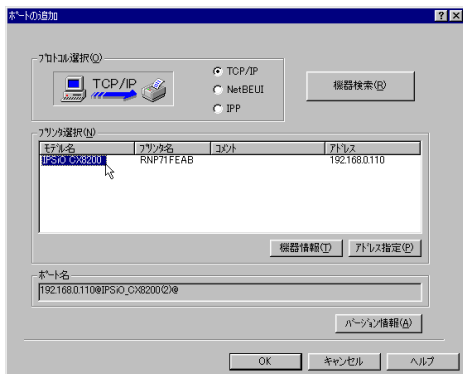 ポートの追加
プロトコル選択(O)
TCP/IP
TCP/IP
NetBEUI
IPP
機器検索(R)
プリンタ選択(N)
モデル名 プリンタ名 コメント アドレス
IPSiO CX8200 RNP71FEAB 192.168.0.110
機器情報(T) アドレス指定(P)
ポート名
192.168.0.110@IPSiO_CX8200(2)@
バージョン情報(A)
OK キャンセル ヘルプ